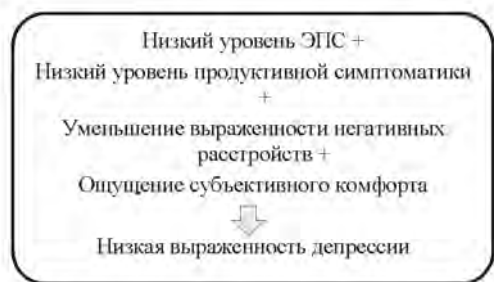 Низкий уровень ЭПС +
Низкий уровень продуктивной симптоматики
+
Уменьшение выраженности негативных
расстройств +
Ощущение субъективного комфорта
Низкая выраженность депрессии